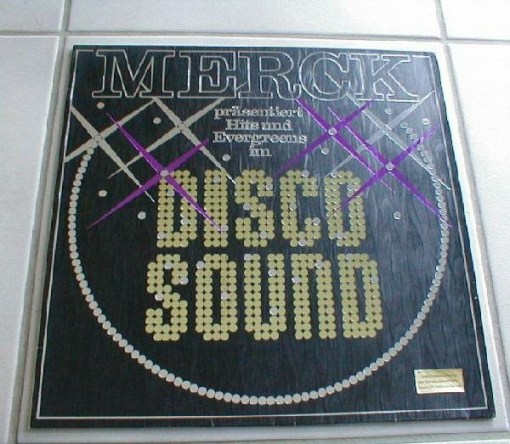 MERCK
präsentiert
Hits und
Evergreens
im
DISCO
SOUND